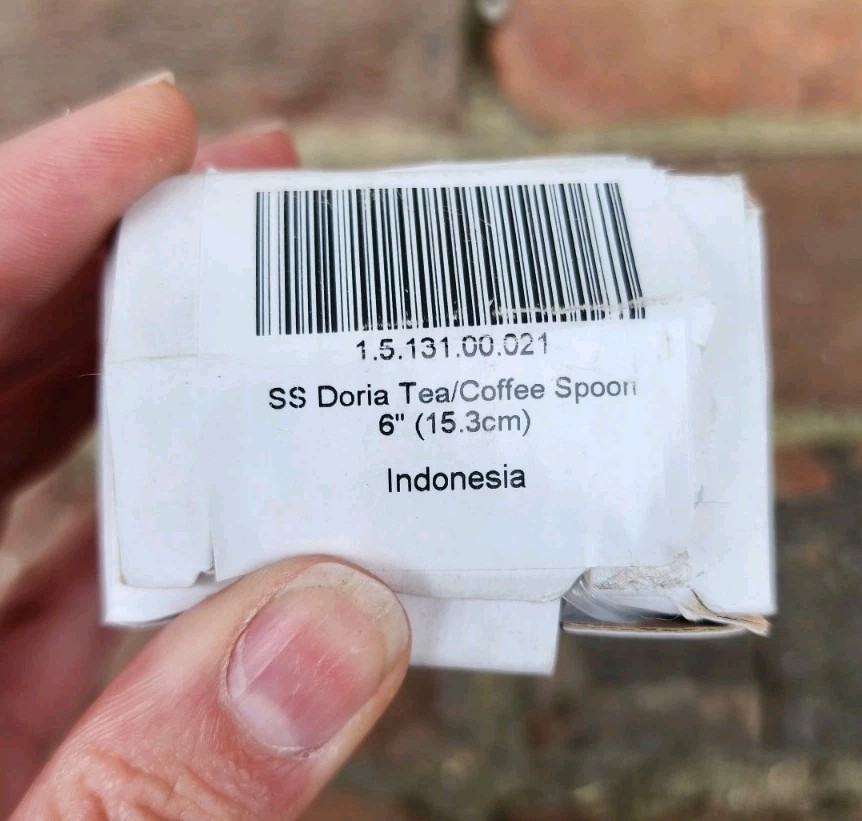 1.5.131.00.021
SS Doria Tea/Coffee Spoon
6" (15.3cm)
Indonesia